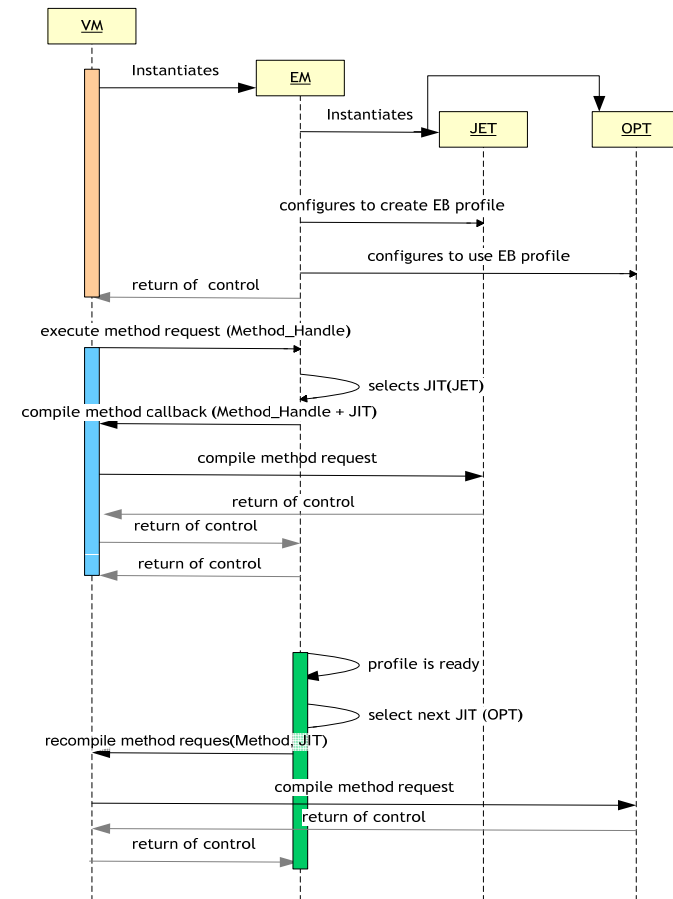 VM
Instantiates
EM
Instantiates
JET
OPT
configures to create EB profile
configures to use EB profile
return of control
execute method request (Method_Handle)
selects JIT(JET)
compile method callback (Method_Handle + JIT)
compile method request
return of control
return of control
return of control
profile is ready
select next JIT (OPT)
recompile method reques(Method, JIT)
compile method request
return of control
return of control